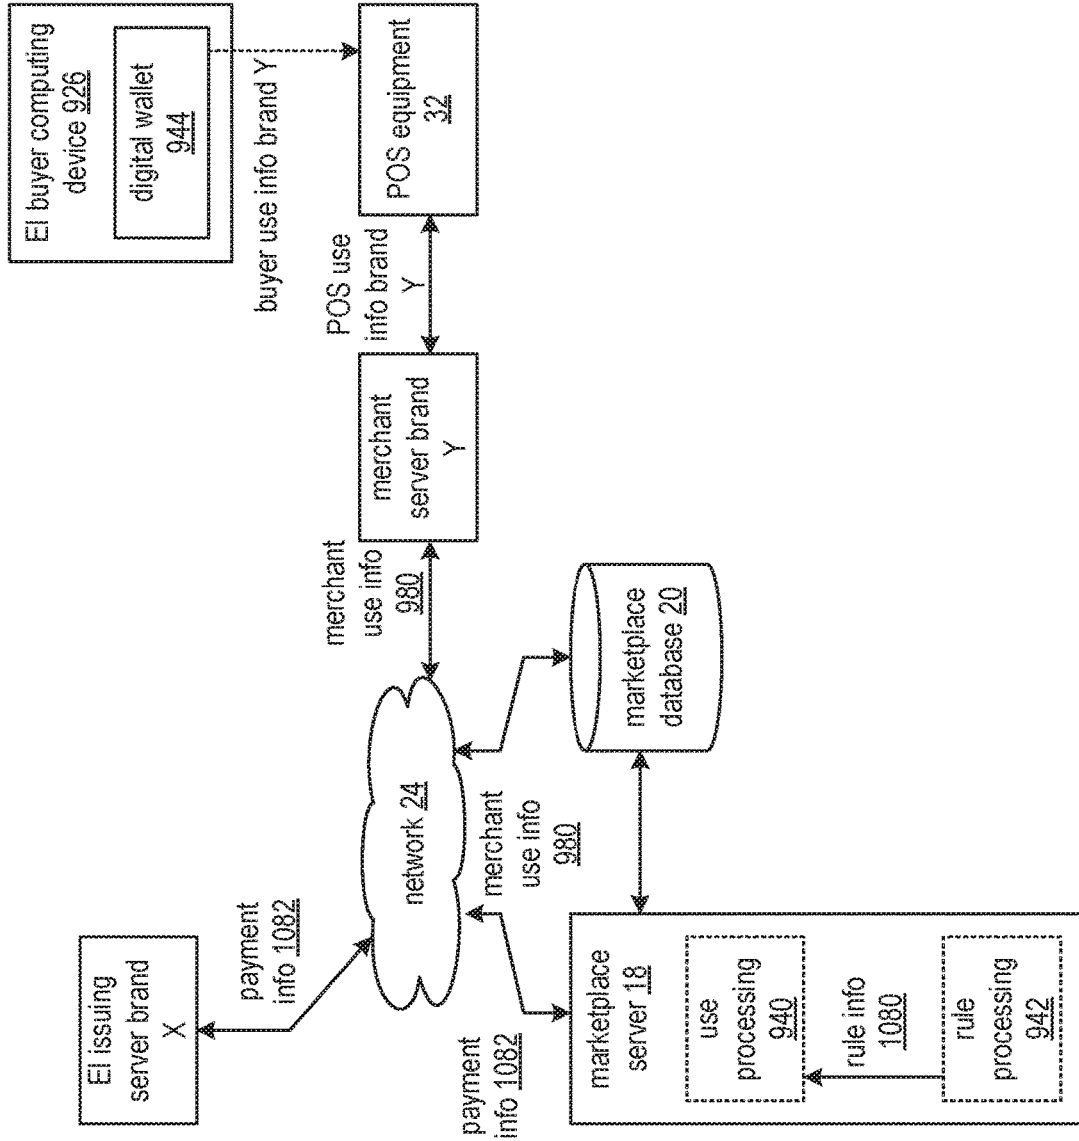 EI issuing
server brand
X
payment
info 1082
network 24
merchant
use info
980
merchant
server brand
Y
POS use
info brand
Y
POS equipment
32
EI buyer computing
device 926
digital wallet
944
buyer use info brand Y
payment
info 1082
merchant
use info
980
marketplace
database 20
marketplace
server 18
use
processing
940
rule info
1080
rule
processing
942